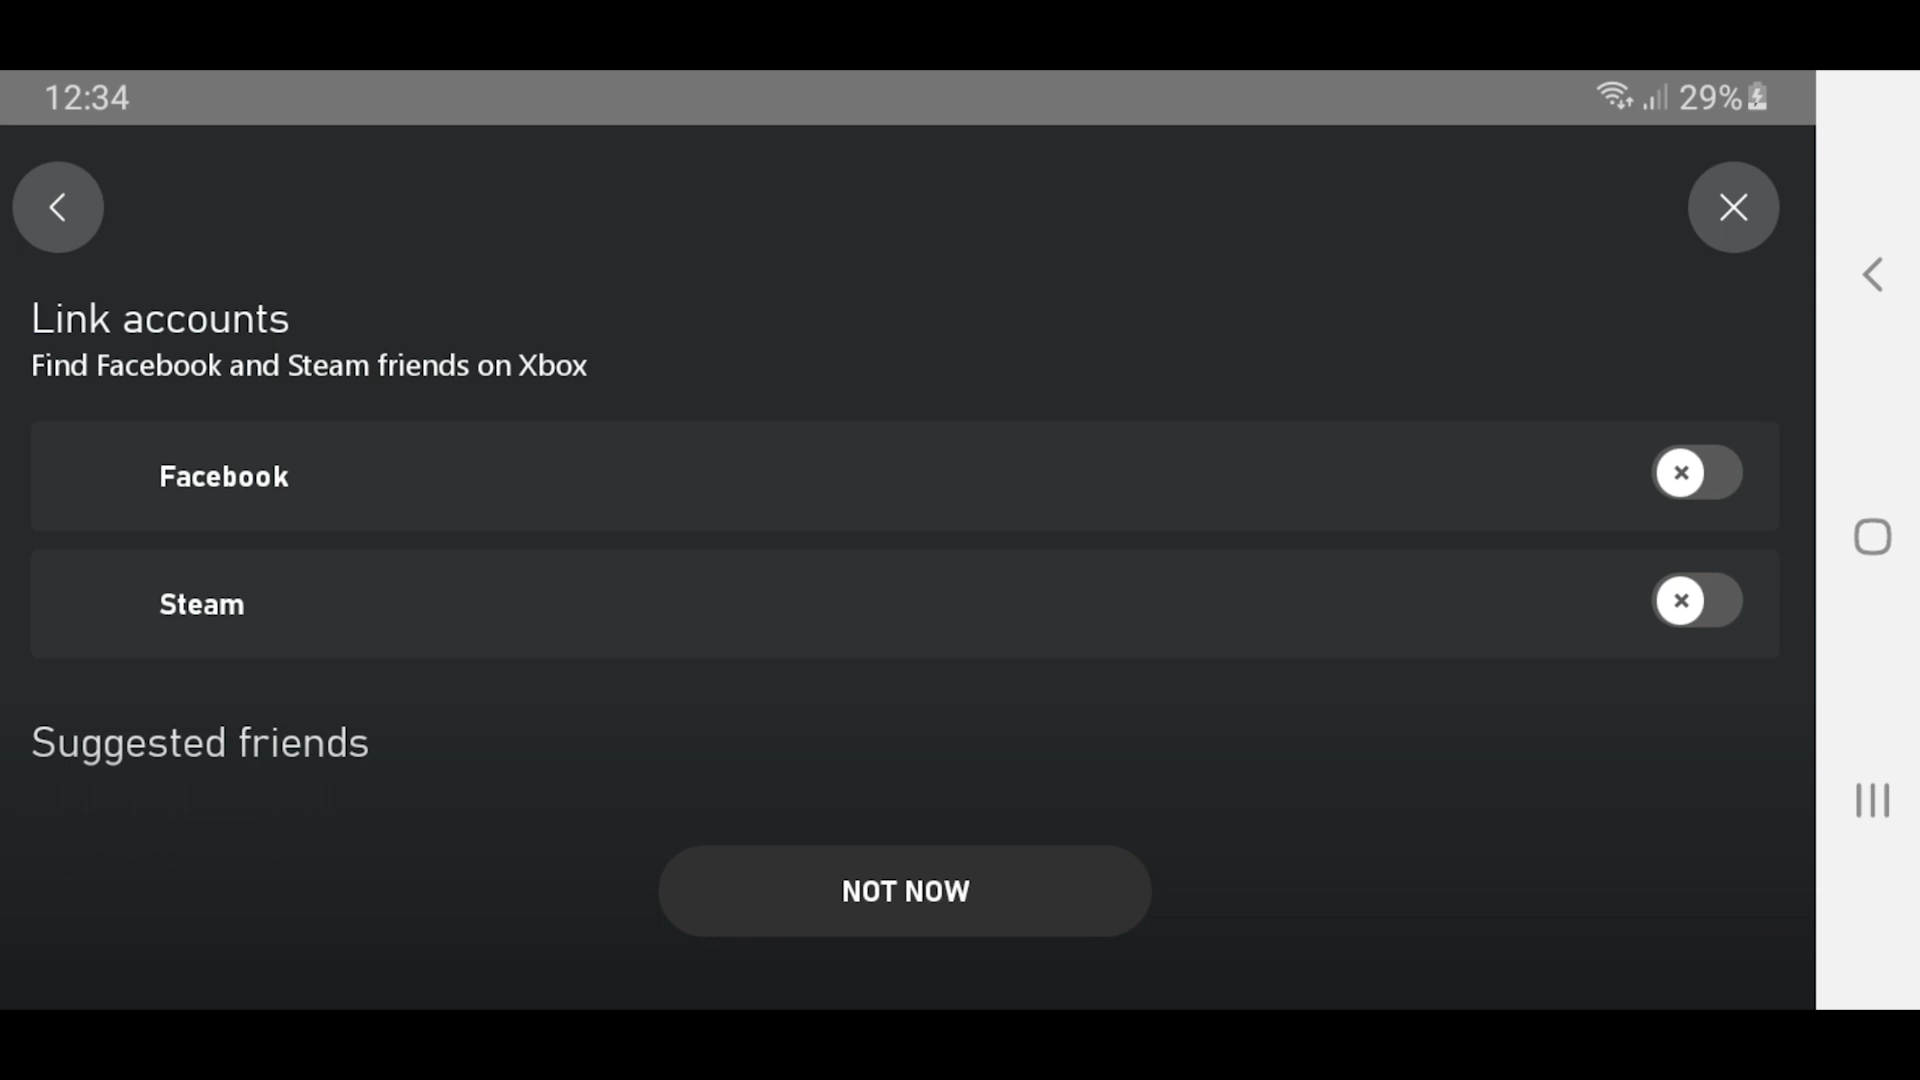 12:34
29%
Link accounts
Find Facebook and Steam friends on Xbox
Facebook
Steam
Suggested friends
NOT NOW